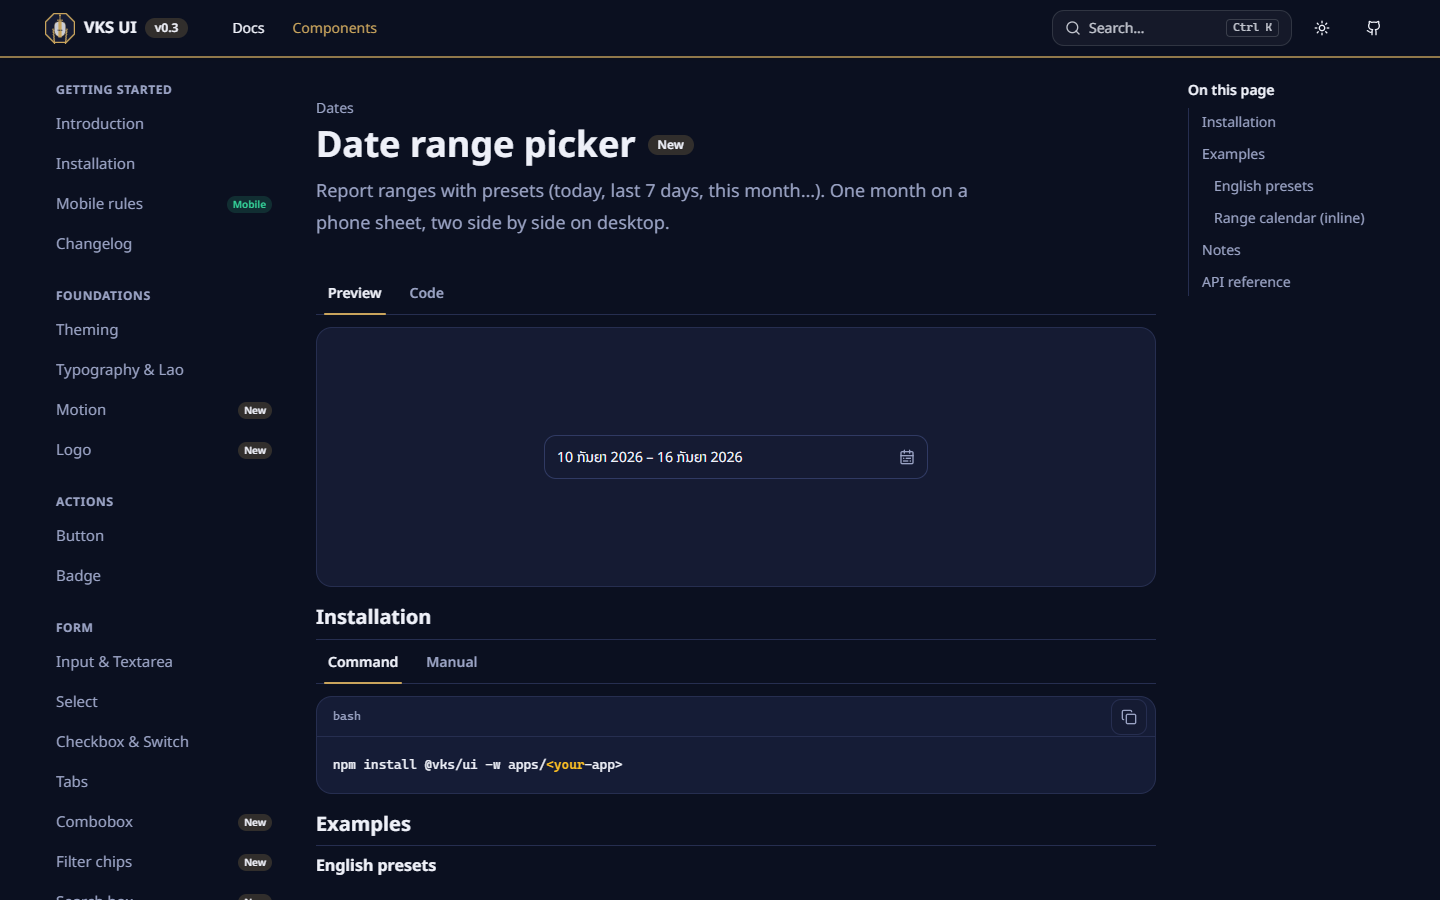 VKS UI v0.3 Docs Components Search... Ctrl K
GETTING STARTED
Introduction
Installation
Mobile rules Mobile
Changelog
FOUNDATIONS
Theming
Typography & Lao
Motion New
Logo New
ACTIONS
Button
Badge
FORM
Input & Textarea
Select
Checkbox & Switch
Tabs
Combobox New
Filter chips New
Dates
Date range picker New
Report ranges with presets (today, last 7 days, this month...). One month on a
phone sheet, two side by side on desktop.
Preview Code
10 ກັນຍາ 2026 – 16 ກັນຍາ 2026
Installation
Command Manual
bash
npm install @vks/ui -w apps/<your-app>
Examples
English presets
On this page
Installation
Examples
English presets
Range calendar (inline)
Notes
API reference